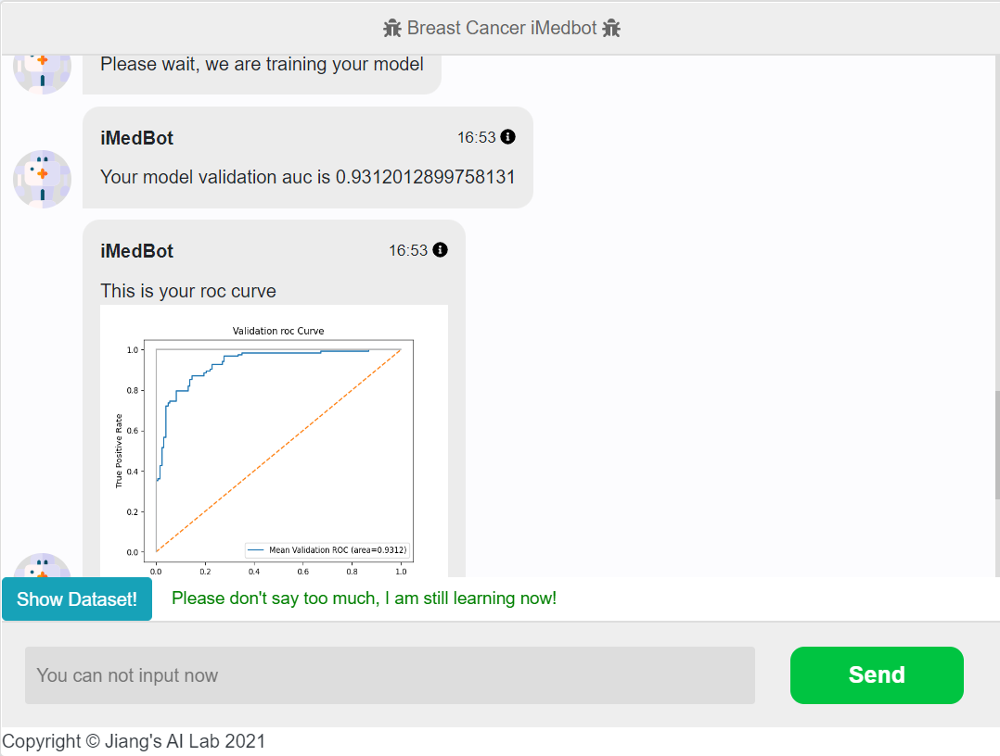 Breast Cancer iMedbot
Please wait, we are training your model
iMedBot 16:53
Your model validation auc is 0.9312012899758131
iMedBot 16:53
This is your roc curve
Validation roc Curve
1.0
0.8
0.6
0.4
0.2
0.0
True Positive Rate
Mean Validation ROC (area=0.9312)
0.0 0.2 0.4 0.6 0.8 1.0
Show Dataset! Please don't say too much, I am still learning now!
You can not input now Send
Copyright © Jiang's AI Lab 2021